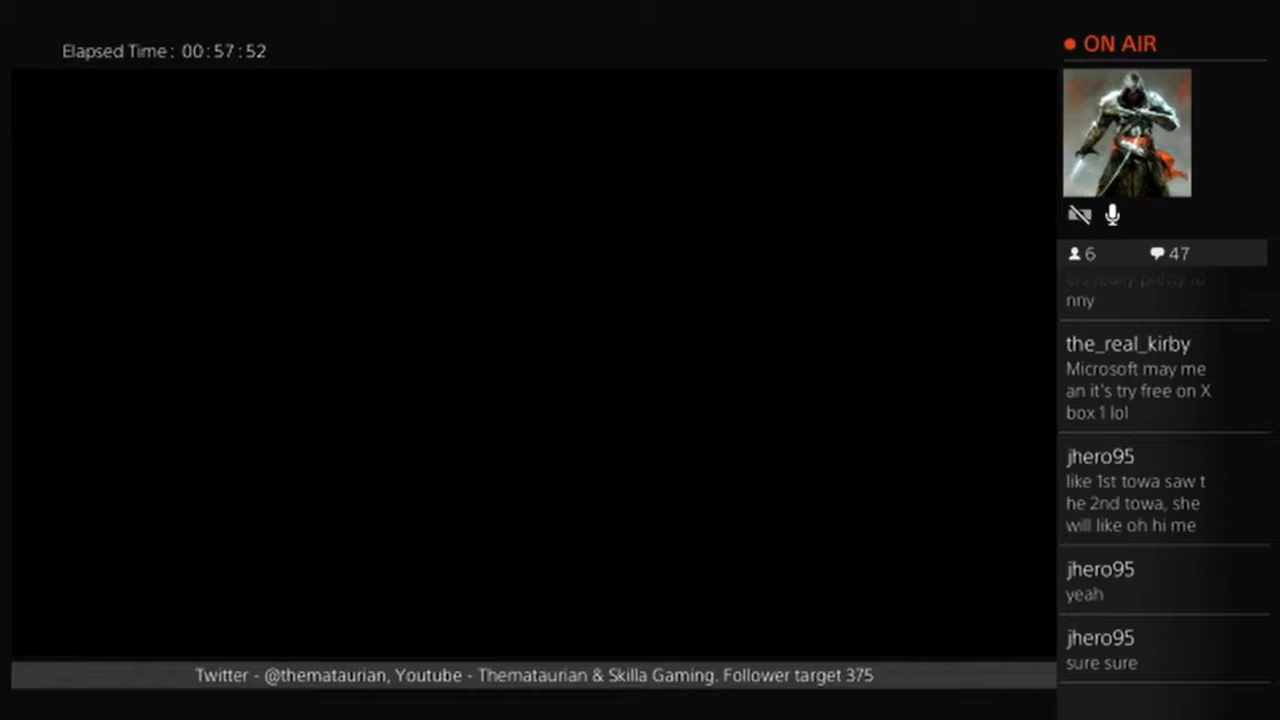 Elapsed Time: 00:57:52
ON AIR
6 47
nny
the_real_kirby
Microsoft may me
an it's try free on X
box 1 lol
jhero95
like 1st towa saw t
he 2nd towa, she
will like oh hi me
jhero95
yeah
jhero95
sure sure
Twitter - @themataurian, Youtube - Themataurian & Skilla Gaming. Follower target 375